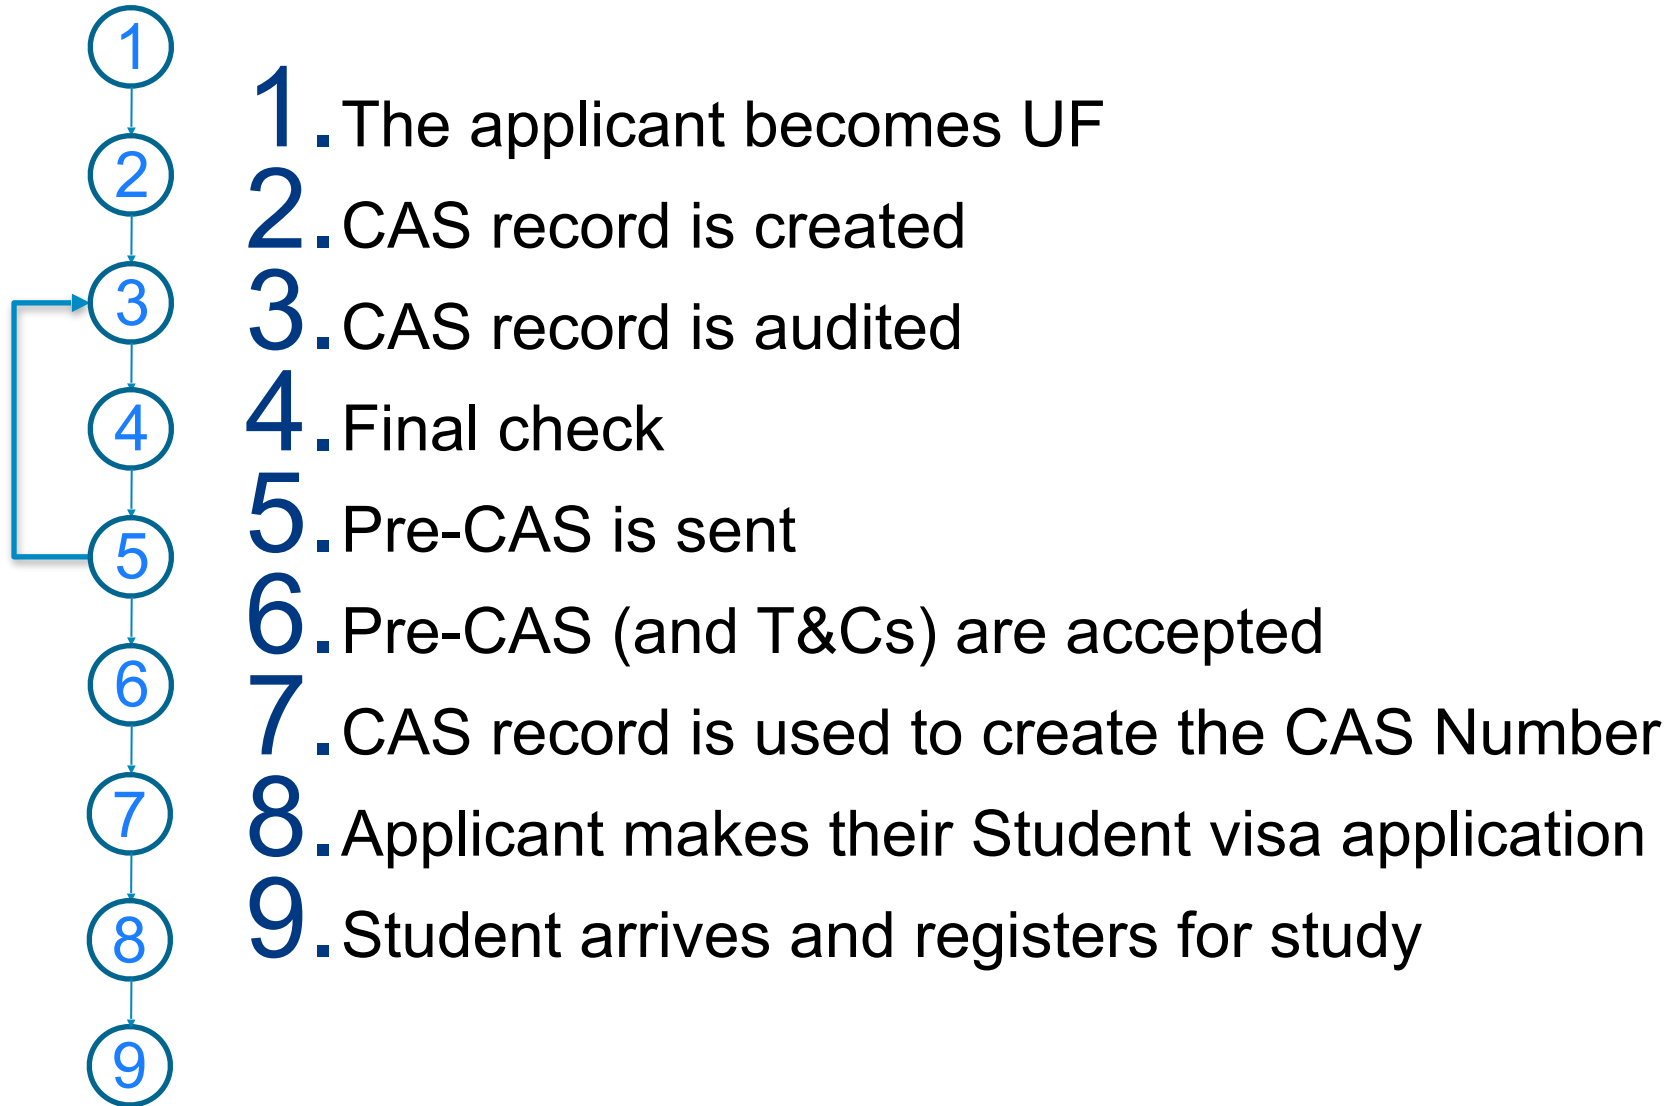 1
2
3
4
5
6
7
8
9
1. The applicant becomes UF
2. CAS record is created
3. CAS record is audited
4. Final check
5. Pre-CAS is sent
6. Pre-CAS (and T&Cs) are accepted
7. CAS record is used to create the CAS Number
8. Applicant makes their Student visa application
9. Student arrives and registers for study